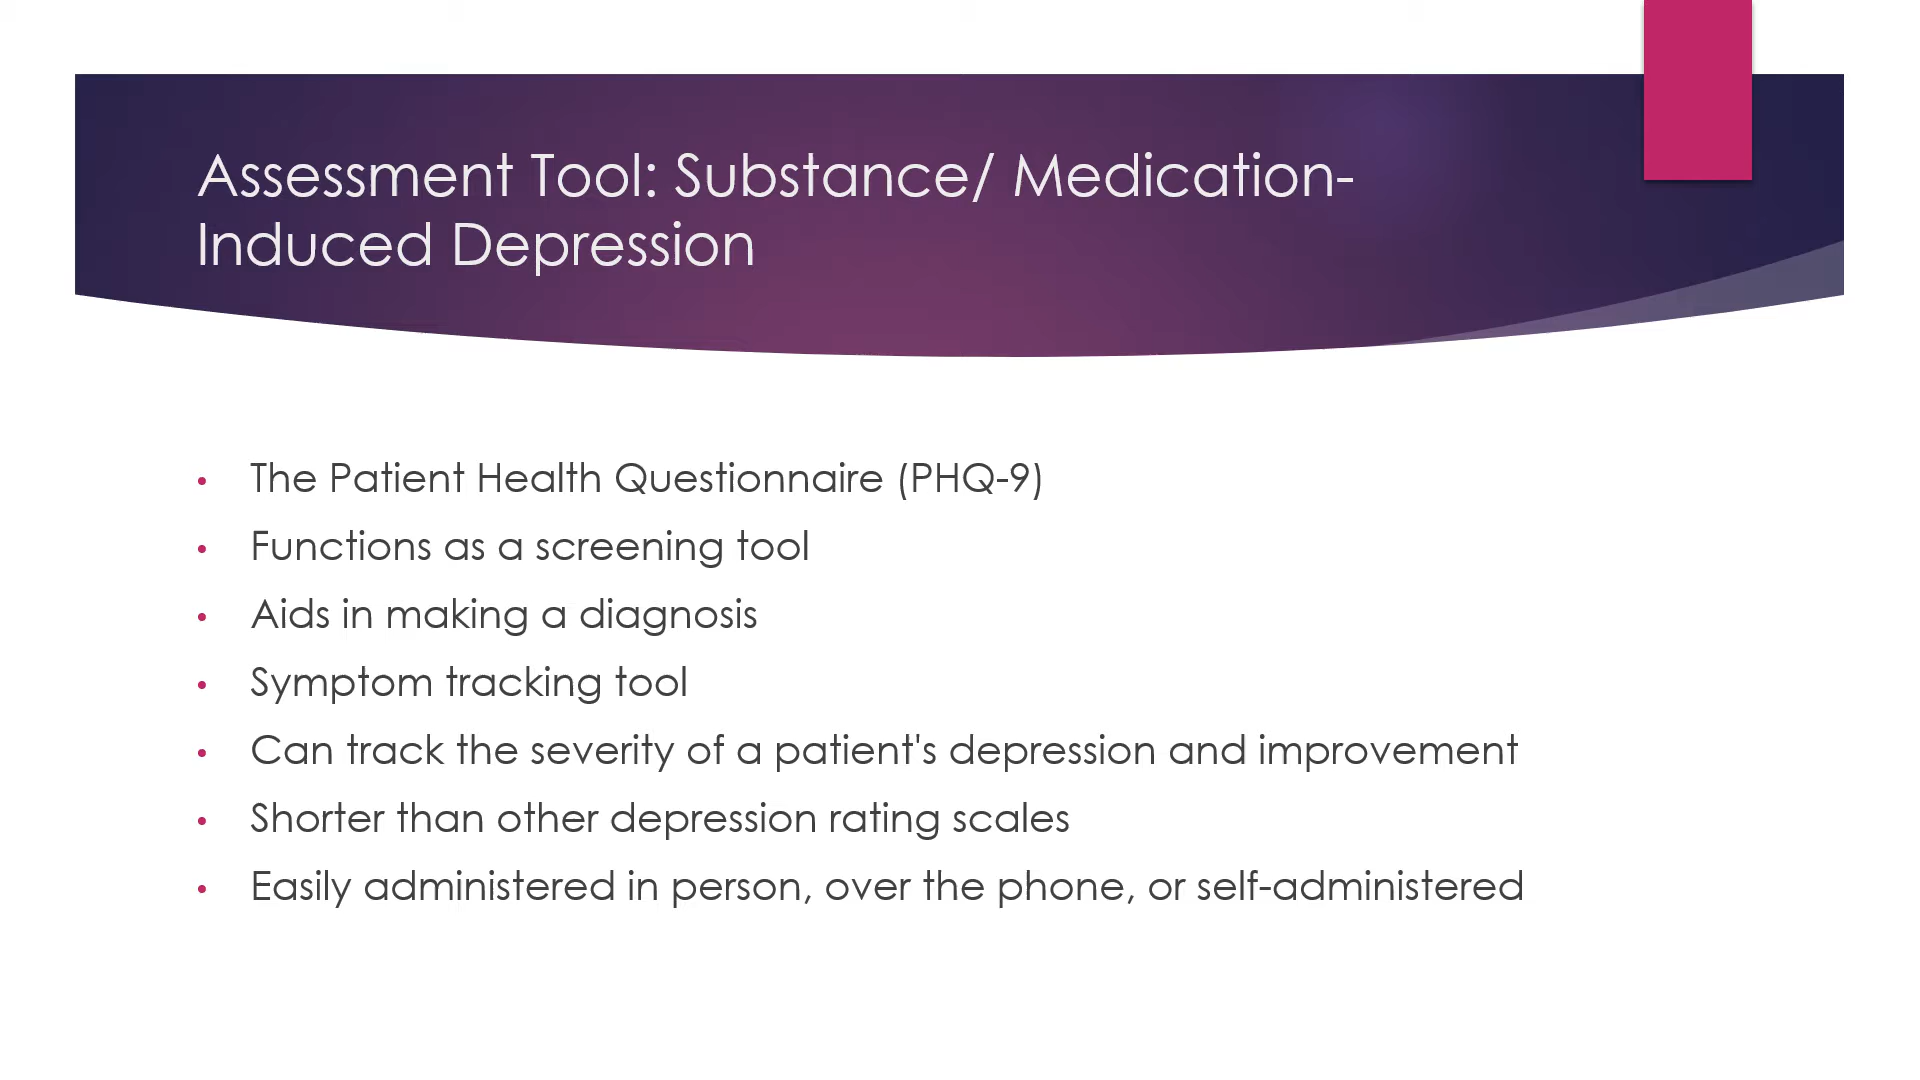 Assessment Tool: Substance/ Medication-
Induced Depression
• The Patient Health Questionnaire (PHQ-9)
• Functions as a screening tool
• Aids in making a diagnosis
• Symptom tracking tool
• Can track the severity of a patient's depression and improvement
• Shorter than other depression rating scales
• Easily administered in person, over the phone, or self-administered